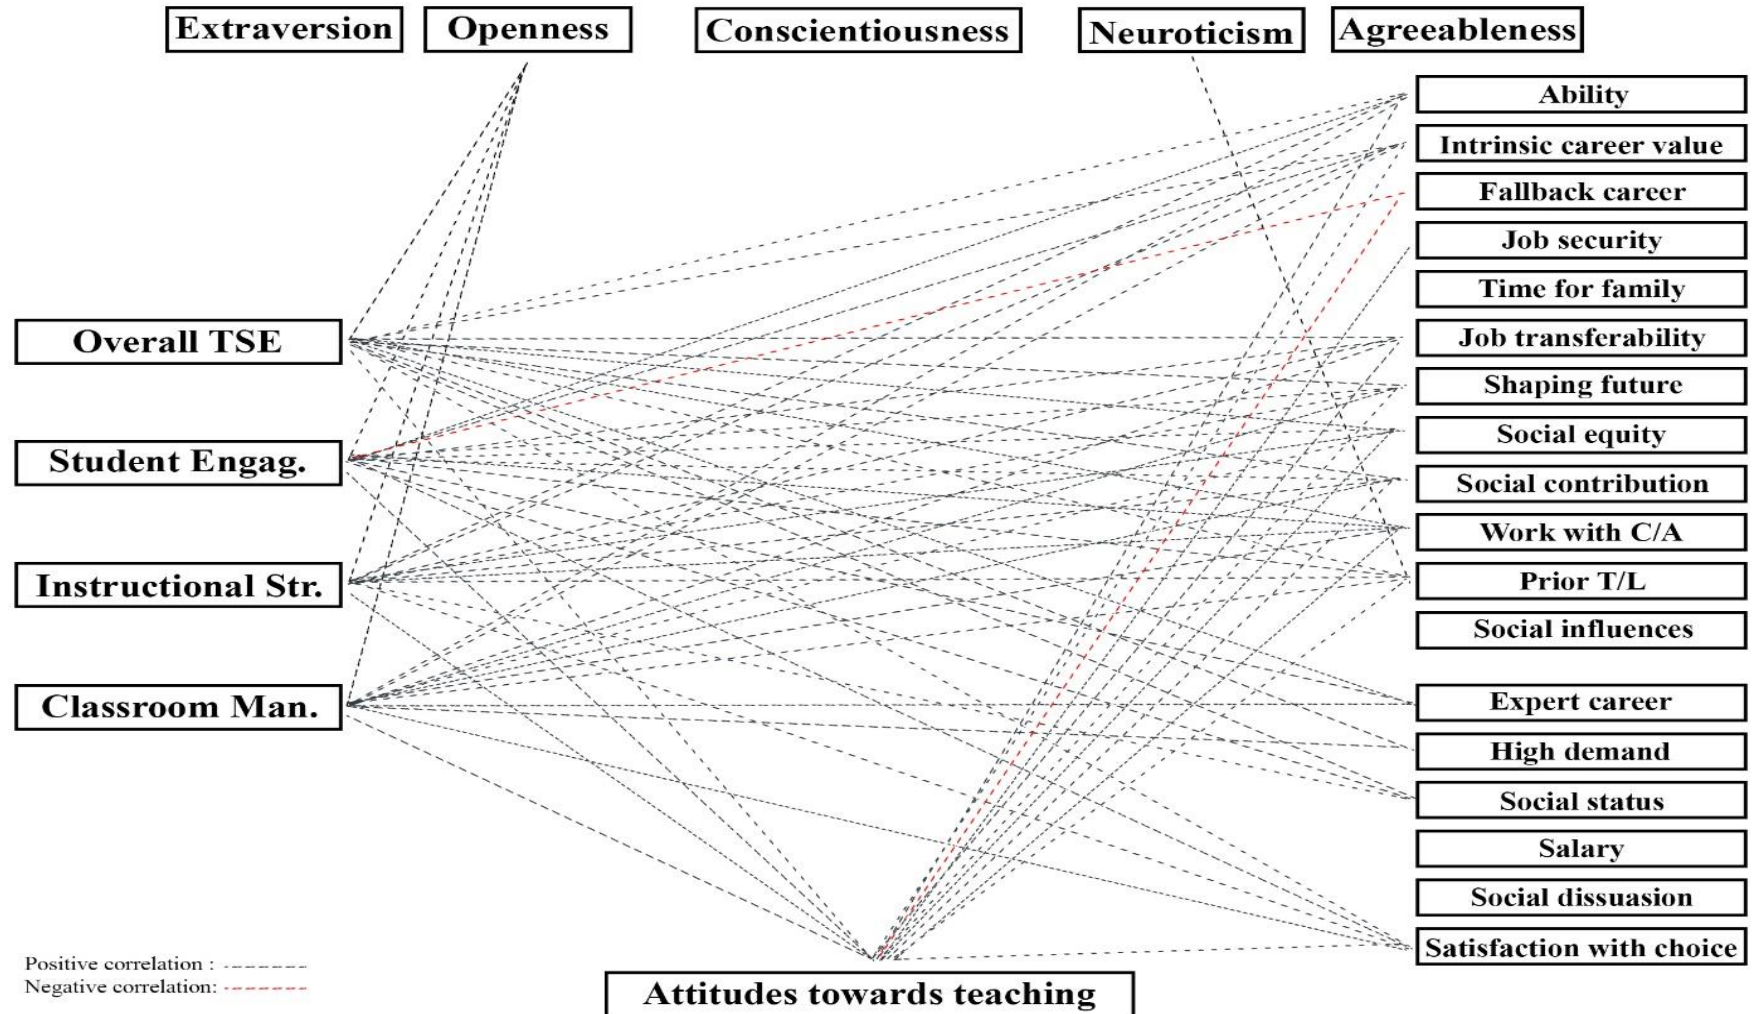 Extraversion
Openness
Conscientiousness
Neuroticism
Agreeableness
Ability
Intrinsic career value
Fallback career
Job security
Time for family
Overall TSE
Job transferability
Shaping future
Social equity
Student Engag.
Social contribution
Work with C/A
Instructional Str.
Prior T/L
Social influences
Classroom Man.
Expert career
High demand
Social status
Salary
Social dissuasion
Satisfaction with choice
Positive correlation :
Negative correlation:
Attitudes towards teaching